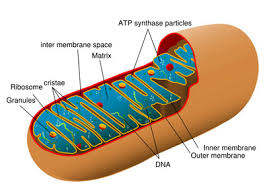 ATP synthase particles
inter membrane space
Matrix
cristae
Ribosome
Granules
Inner membrane
Outer membrane
DNA